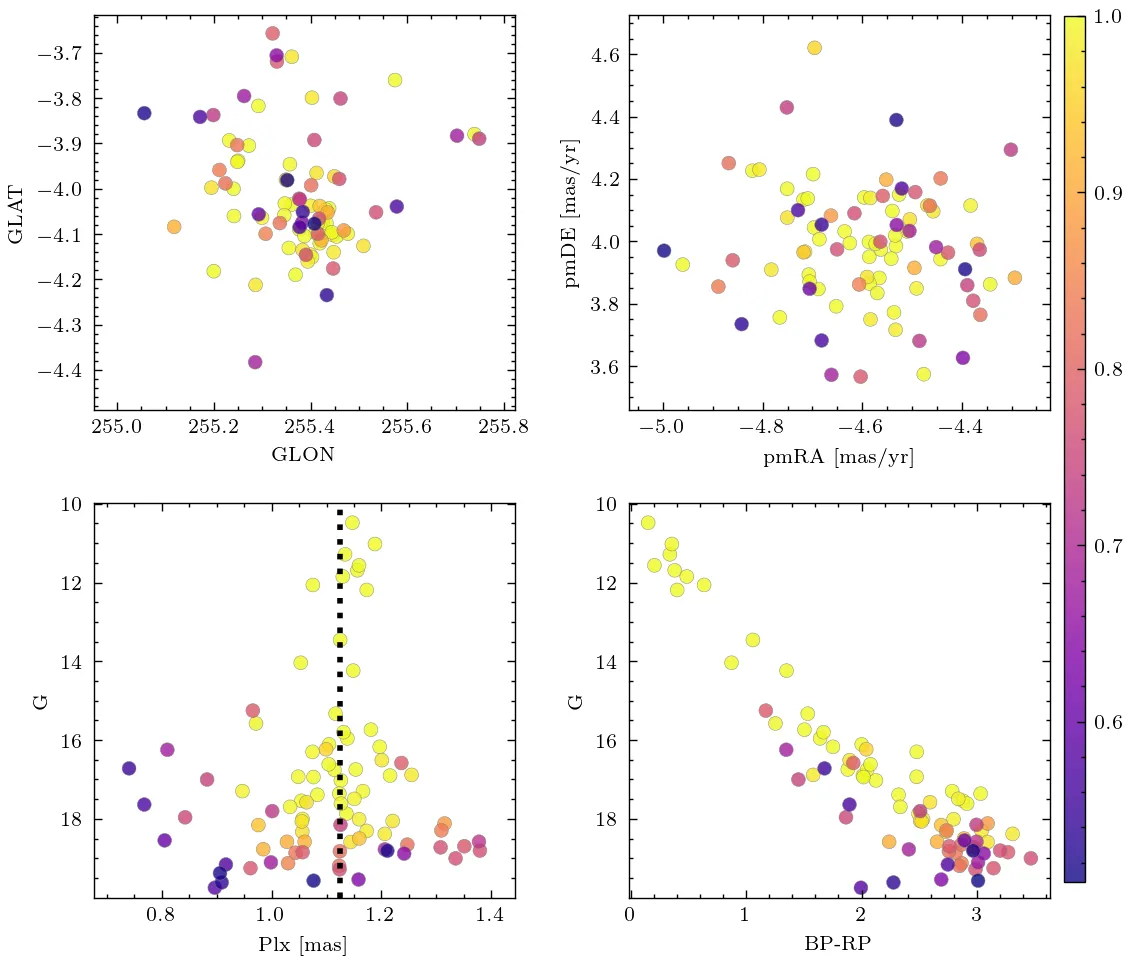 −3.7
−3.8
−3.9
−4.0
−4.1
−4.2
−4.3
−4.4
GLAT
255.0 255.2 255.4 255.6 255.8
GLON
4.6
4.4
4.2
4.0
3.8
3.6
pmDE [mas/yr]
−5.0 −4.8 −4.6 −4.4
pmRA [mas/yr]
1.0
0.9
0.8
0.7
0.6
10
12
14
16
18
G
0.8 1.0 1.2 1.4
Plx [mas]
10
12
14
16
18
G
0 1 2 3
BP-RP